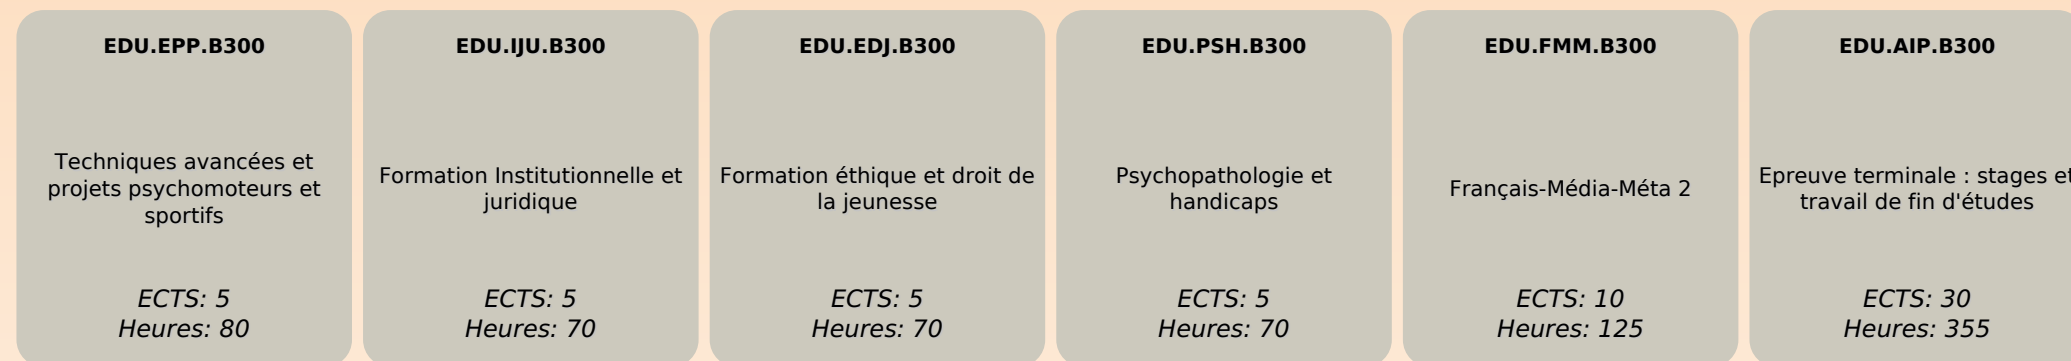 EDU.EPP.B300
Techniques avancées et
projets psychomoteurs et
sportifs
ECTS: 5
Heures: 80
EDU.IJU.B300
Formation Institutionnelle et
juridique
ECTS: 5
Heures: 70
EDU.EDJ.B300
Formation éthique et droit de
la jeunesse
ECTS: 5
Heures: 70
EDU.PSH.B300
Psychopathologie et
handicaps
ECTS: 5
Heures: 70
EDU.FMM.B300
Français-Média-Méta 2
ECTS: 10
Heures: 125
EDU.AIP.B300
Epreuve terminale : stages et
travail de fin d'études
ECTS: 30
Heures: 355